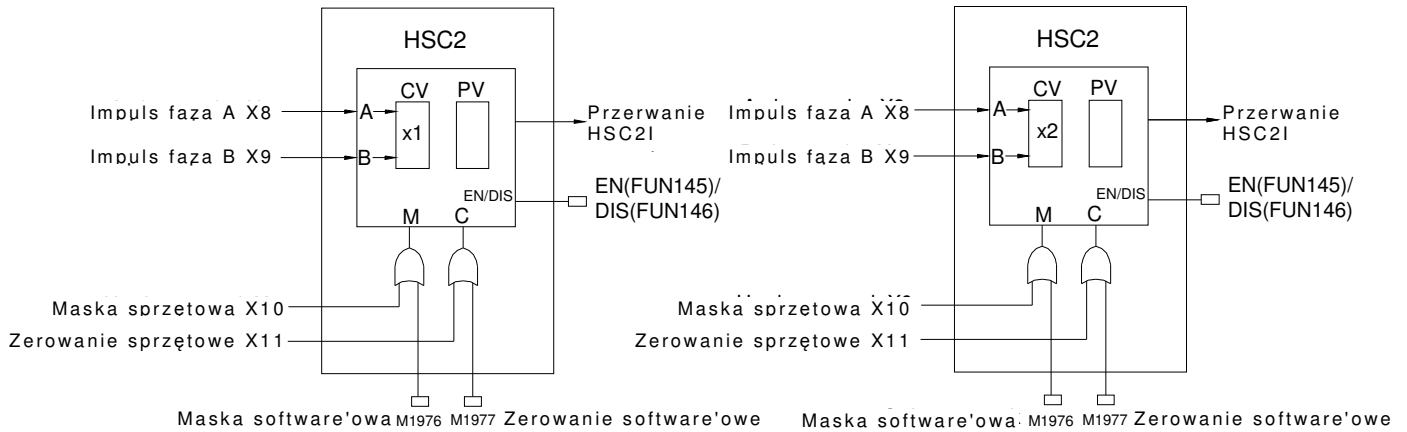 HSC2
CV PV
Impuls faza A X8
A
x1
Przerwanie
HSC2I
Impuls faza B X9
B
EN/DIS
EN(FUN145)/
DIS(FUN146)
M C
Maska sprzętowa X10
Zerowanie sprzętowe X11
Maska software'owa M1976 M1977 Zerowanie software'owe
HSC2
CV PV
Impuls faza A X8
A
x2
Przerwanie
HSC2I
Impuls faza B X9
B
EN/DIS
EN(FUN145)/
DIS(FUN146)
M C
Maska sprzętowa X10
Zerowanie sprzętowe X11
Maska software'owa M1976 M1977 Zerowanie software'owe